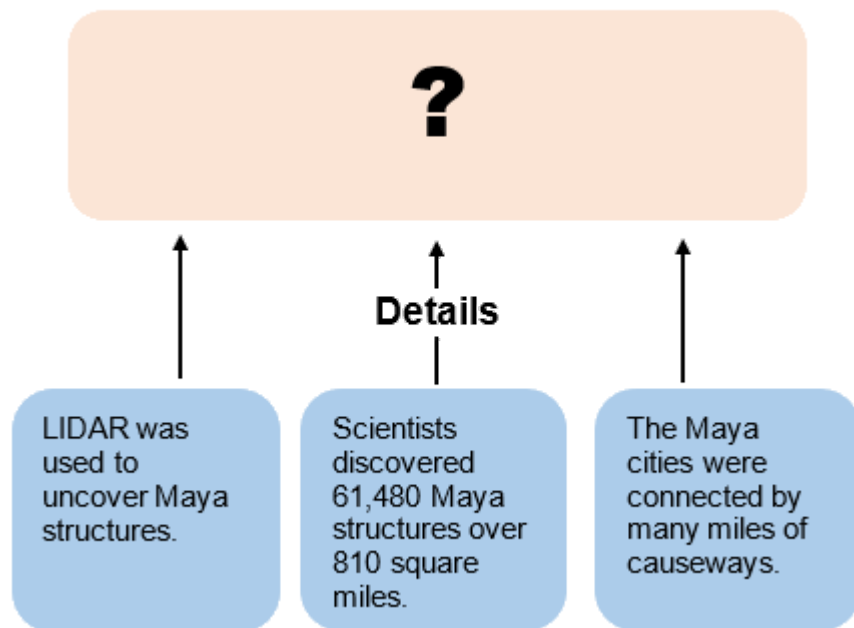 ?
Details
LIDAR was
used to
uncover Maya
structures.
Scientists
discovered
61,480 Maya
structures over
810 square
miles.
The Maya
cities were
connected by
many miles of
causeways.